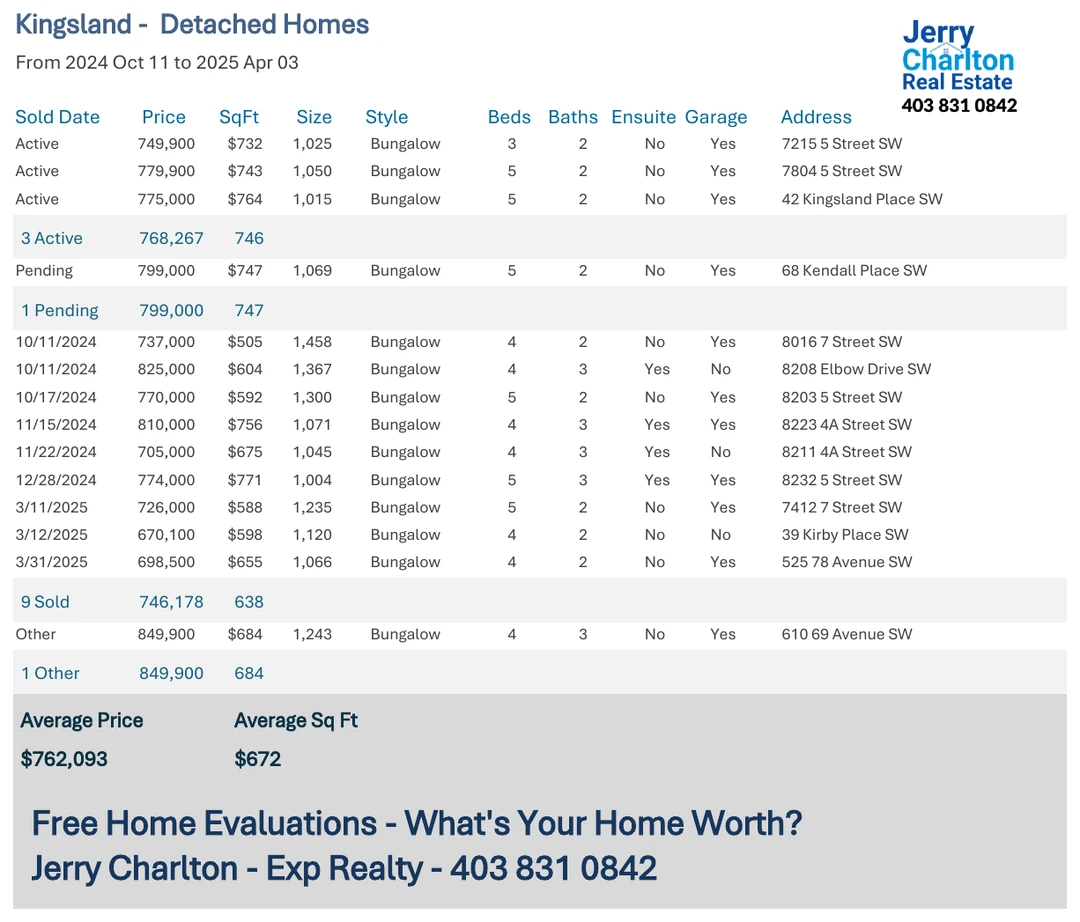 Kingsland - Detached Homes
From 2024 Oct 11 to 2025 Apr 03
Jerry
Charlton
Real Estate
403 831 0842
Sold Date Price SqFt Size Style Beds Baths Ensuite Garage Address
Active 749,900 $732 1,025 Bungalow 3 2 No Yes 7215 5 Street SW
Active 779,900 $743 1,050 Bungalow 5 2 No Yes 7804 5 Street SW
Active 775,000 $764 1,015 Bungalow 5 2 No Yes 42 Kingsland Place SW
3 Active 768,267 746
Pending 799,000 $747 1,069 Bungalow 5 2 No Yes 68 Kendall Place SW
1 Pending 799,000 747
10/11/2024 737,000 $505 1,458 Bungalow 4 2 No Yes 8016 7 Street SW
10/11/2024 825,000 $604 1,367 Bungalow 4 3 Yes No 8208 Elbow Drive SW
10/17/2024 770,000 $592 1,300 Bungalow 5 2 No Yes 8203 5 Street SW
11/15/2024 810,000 $756 1,071 Bungalow 4 3 Yes Yes 8223 4A Street SW
11/22/2024 705,000 $675 1,045 Bungalow 4 3 Yes No 8211 4A Street SW
12/28/2024 774,000 $771 1,004 Bungalow 5 3 Yes Yes 8232 5 Street SW
3/11/2025 726,000 $588 1,235 Bungalow 5 2 No Yes 7412 7 Street SW
3/12/2025 670,100 $598 1,120 Bungalow 4 2 No No 39 Kirby Place SW
3/31/2025 698,500 $655 1,066 Bungalow 4 2 No Yes 525 78 Avenue SW
9 Sold 746,178 638
Other 849,900 $684 1,243 Bungalow 4 3 No Yes 610 69 Avenue SW
1 Other 849,900 684
Average Price Average Sq Ft
$762,093 $672
Free Home Evaluations - What's Your Home Worth?
Jerry Charlton - Exp Realty - 403 831 0842